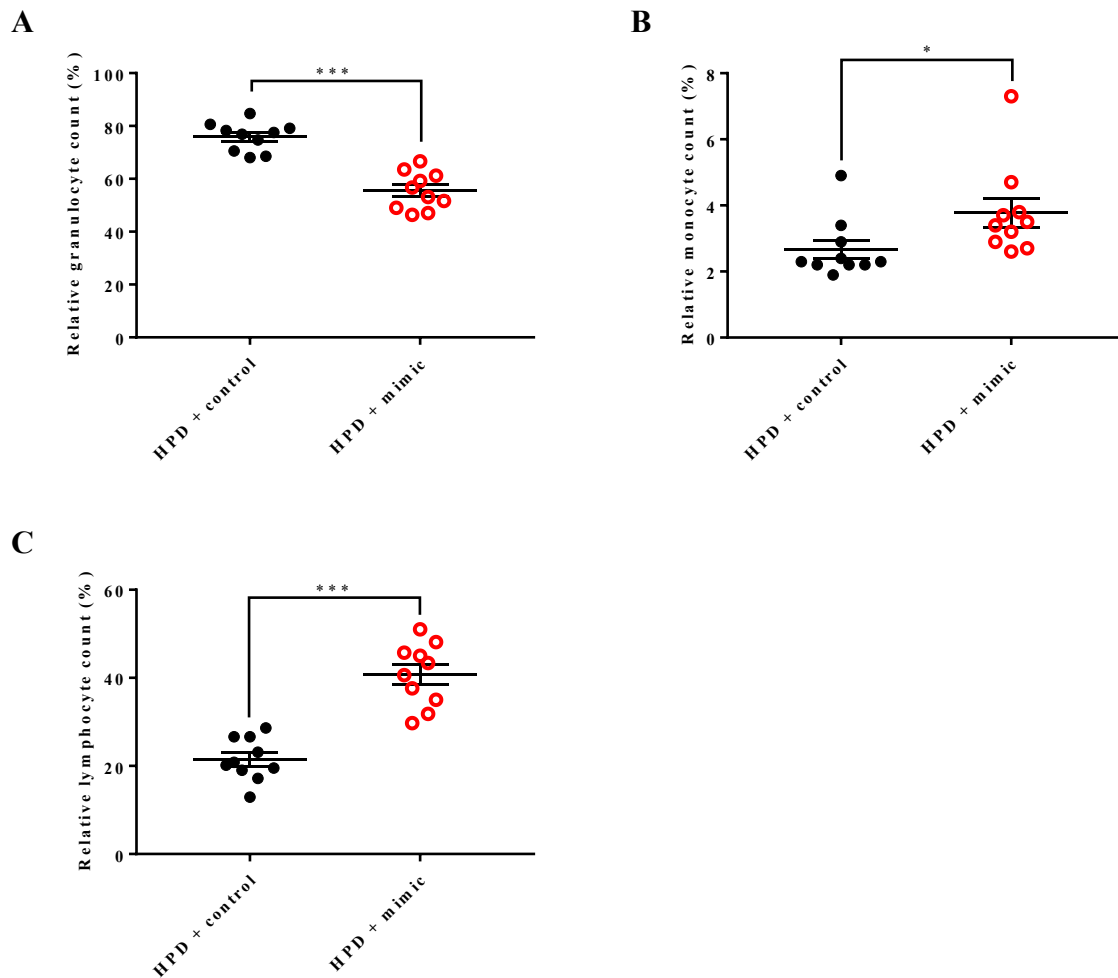 A
Relative granulocyte count (%)
100
80
60
40
20
0
***
HPD + control
HPD + mimic
B
Relative monocyte count (%)
8
6
4
2
0
*
HPD + control
HPD + mimic
C
Relative lymphocyte count (%)
60
40
20
0
***
HPD + control
HPD + mimic